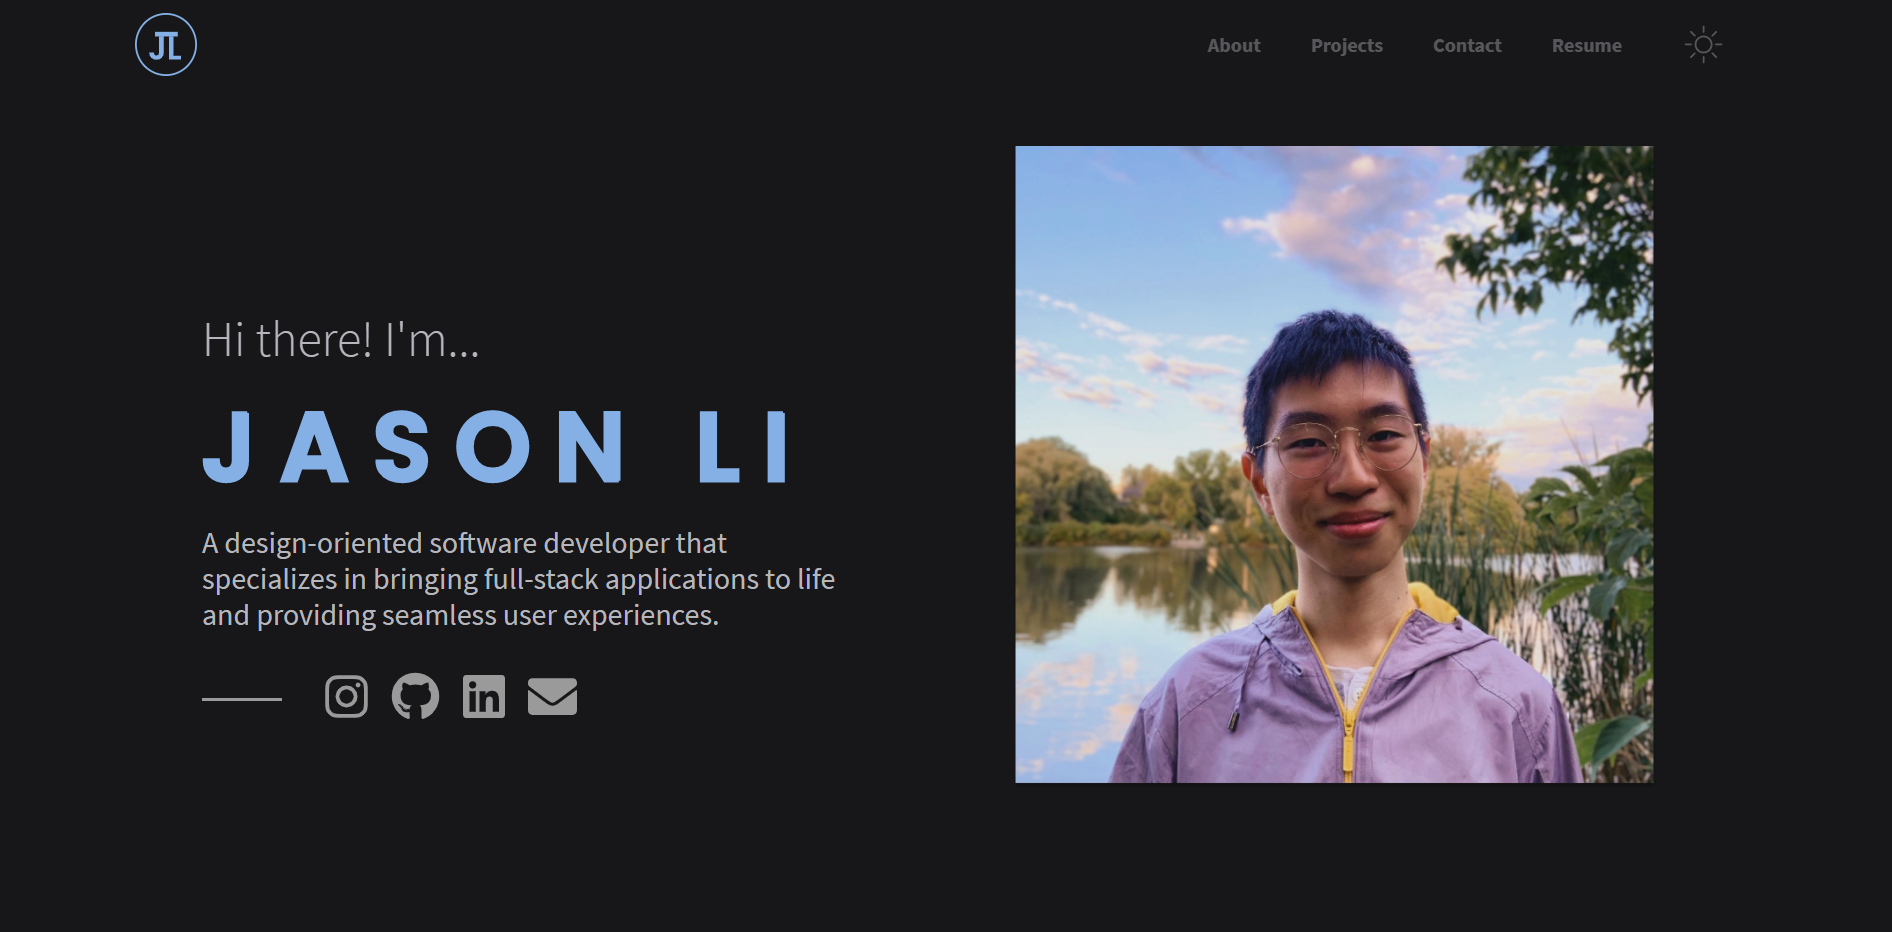 JL
About Projects Contact Resume
Hi there! I'm...
JASON LI
A design-oriented software developer that
specializes in bringing full-stack applications to life
and providing seamless user experiences.
in